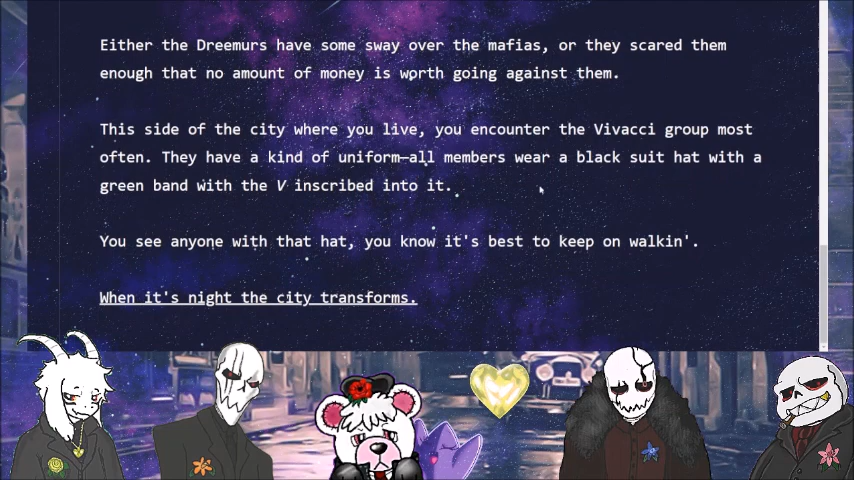 Either the Dreemurs have some sway over the mafias, or they scared them
enough that no amount of money is worth going against them.
This side of the city where you live, you encounter the Vivacci group most
often. They have a kind of uniform—all members wear a black suit hat with a
green band with the V inscribed into it.
You see anyone with that hat, you know it's best to keep on walkin'.
When it's night the city transforms.